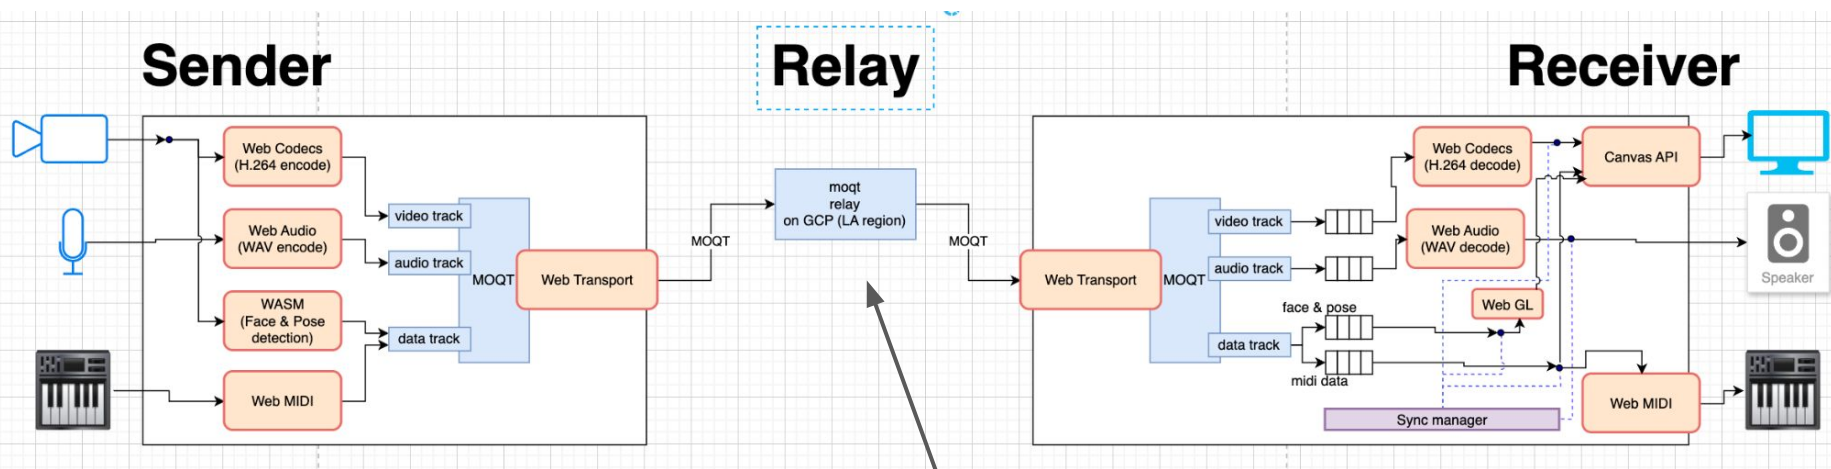 Sender
Relay
Receiver
Web Codecs
(H.264 encode)
Web Audio
(WAV encode)
WASM
(Face & Pose
detection)
Web MIDI
video track
audio track
data track
MOQT
Web Transport
MOQT
moqt
relay
on GCP (LA region)
MOQT
Web Transport
MOQT
video track
audio track
data track
face & pose
midi data
Web Codecs
(H.264 decode)
Web Audio
(WAV decode)
Web GL
Sync manager
Canvas API
Web MIDI
Speaker